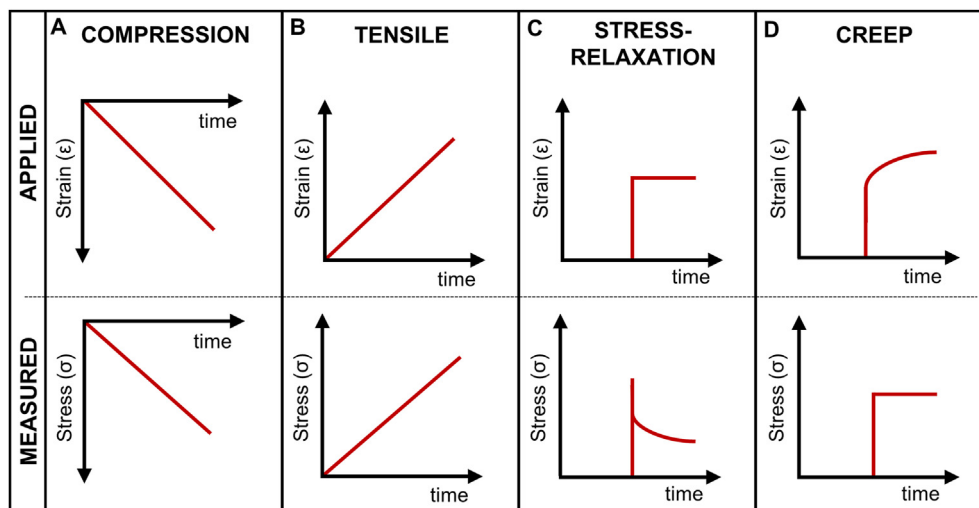 A
COMPRESSION
B
TENSILE
C
STRESS-
RELAXATION
D
CREEP
APPLIED
Strain (ε)
time
Strain (ε)
time
Strain (ε)
time
Strain (ε)
time
MEASURED
Stress (σ)
time
Stress (σ)
time
Stress (σ)
time
Stress (σ)
time